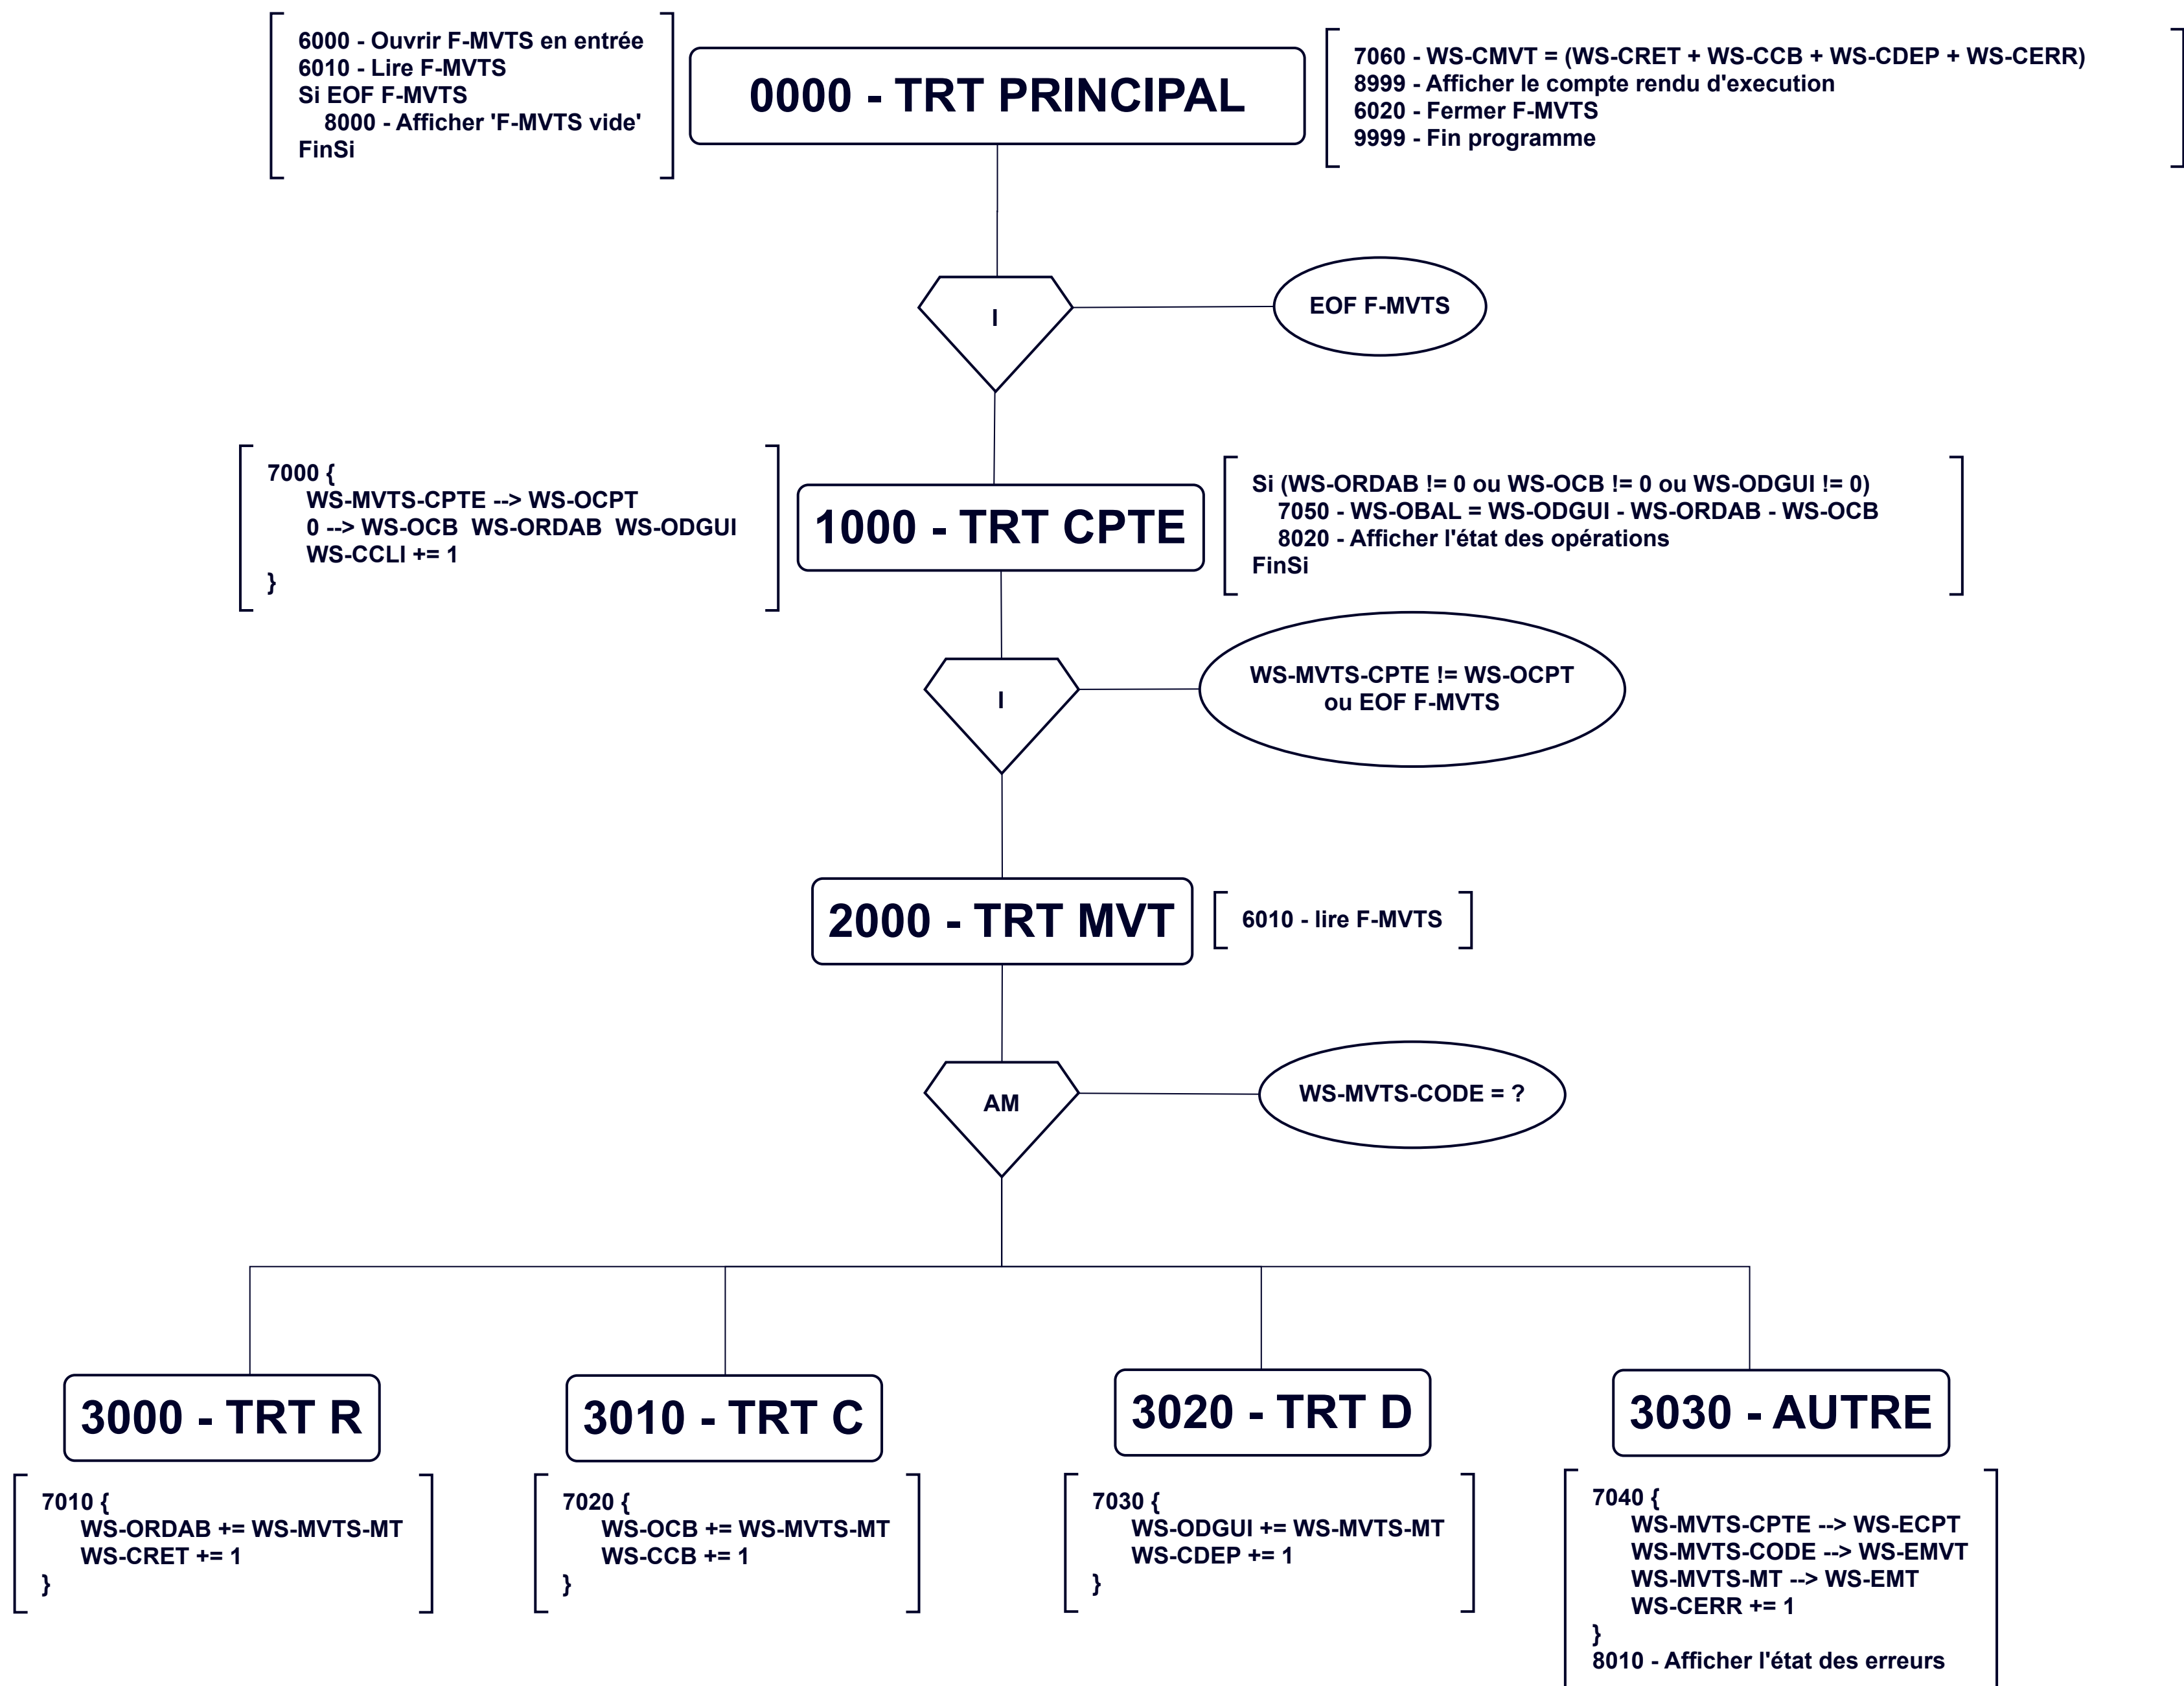 6000 - Ouvrir F-MVTS en entrée
6010 - Lire F-MVTS
Si EOF F-MVTS
8000 - Afficher 'F-MVTS vide'
FinSi
0000 - TRT PRINCIPAL
7060 - WS-CMVT = (WS-CRET + WS-CCB + WS-CDEP + WS-CERR)
8999 - Afficher le compte rendu d'execution
6020 - Fermer F-MVTS
9999 - Fin programme
I
EOF F-MVTS
7000 {
WS-MVTS-CPTE --> WS-OCPT
0 --> WS-OCB WS-ORDAB WS-ODGUI
WS-CCLI += 1
}
1000 - TRT CPTE
Si (WS-ORDAB != 0 ou WS-OCB != 0 ou WS-ODGUI != 0)
7050 - WS-OBAL = WS-ODGUI - WS-ORDAB - WS-OCB
8020 - Afficher l'état des opérations
FinSi
I
WS-MVTS-CPTE != WS-OCPT
ou EOF F-MVTS
2000 - TRT MVT
6010 - lire F-MVTS
AM
WS-MVTS-CODE = ?
3000 - TRT R
7010 {
WS-ORDAB += WS-MVTS-MT
WS-CRET += 1
}
3010 - TRT C
7020 {
WS-OCB += WS-MVTS-MT
WS-CCB += 1
}
3020 - TRT D
7030 {
WS-ODGUI += WS-MVTS-MT
WS-CDEP += 1
}
3030 - AUTRE
7040 {
WS-MVTS-CPTE --> WS-ECPT
WS-MVTS-CODE --> WS-EMVT
WS-MVTS-MT --> WS-EMT
WS-CERR += 1
}
8010 - Afficher l'état des erreurs